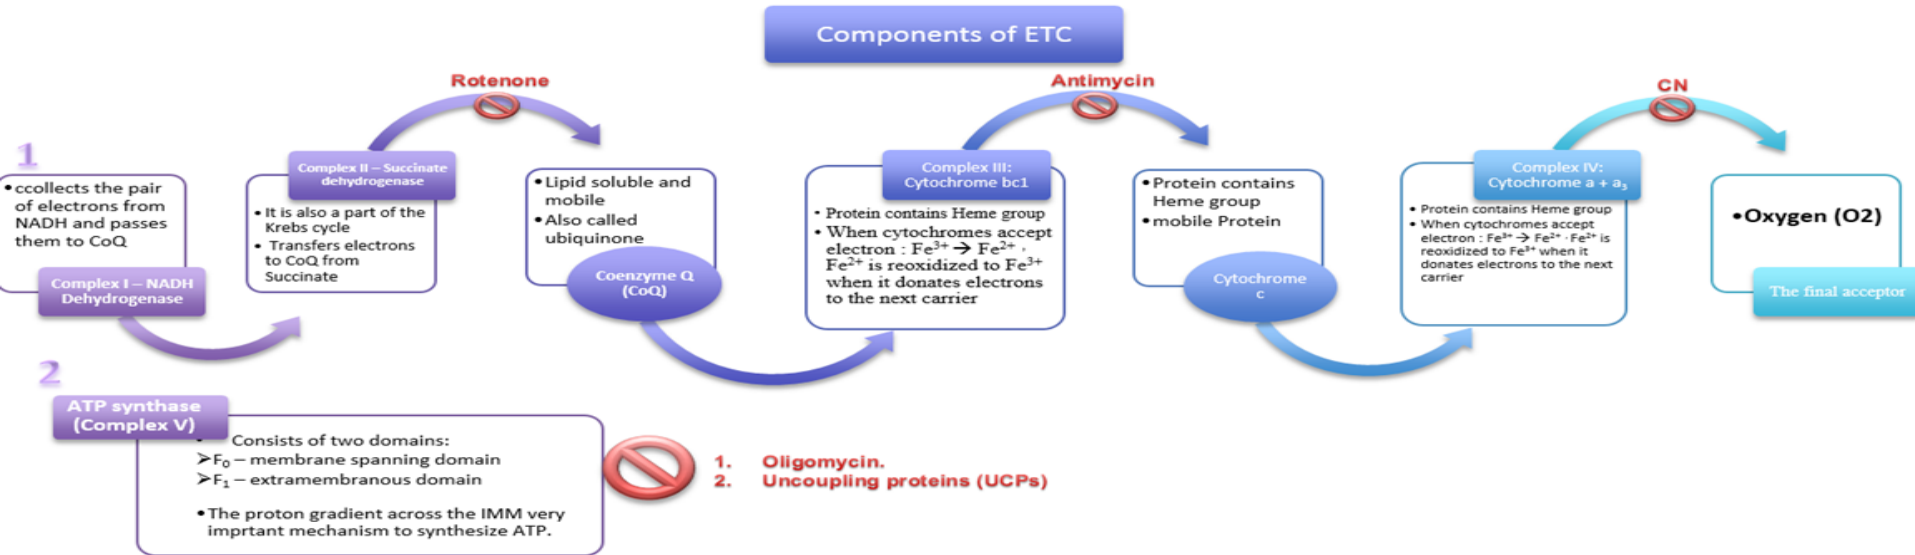 Components of ETC
Rotenone
Antimycin
CN
1
•ccollects the pair
of electrons from
NADH and passes
them to CoQ
Complex I – NADH
Dehydrogenase
Complex II – Succinate
dehydrogenase
• It is also a part of the
Krebs cycle
• Transfers electrons
to CoQ from
Succinate
•Lipid soluble and
mobile
•Also called
ubiquinone
Coenzyme Q
(CoQ)
Complex III:
Cytochrome bc1
• Protein contains Heme group
• When cytochromes accept
electron : Fe³⁺ → Fe²⁺ ·
Fe²⁺ is reoxidized to Fe³⁺
when it donates electrons
to the next carrier
•Protein contains
Heme group
•mobile Protein
Cytochrome
c
Complex IV:
Cytochrome a + a₃
• Protein contains Heme group
• When cytochromes accept
electron : Fe³⁺ → Fe²⁺ · Fe²⁺ is
reoxidized to Fe³⁺ when it
donates electrons to the next
carrier
•Oxygen (O2)
The final acceptor
2
ATP synthase
(Complex V)
• Consists of two domains:
➢F₀ – membrane spanning domain
➢F₁ – extramembranous domain
•The proton gradient across the IMM very
imprtant mechanism to synthesize ATP.
1. Oligomycin.
2. Uncoupling proteins (UCPs)